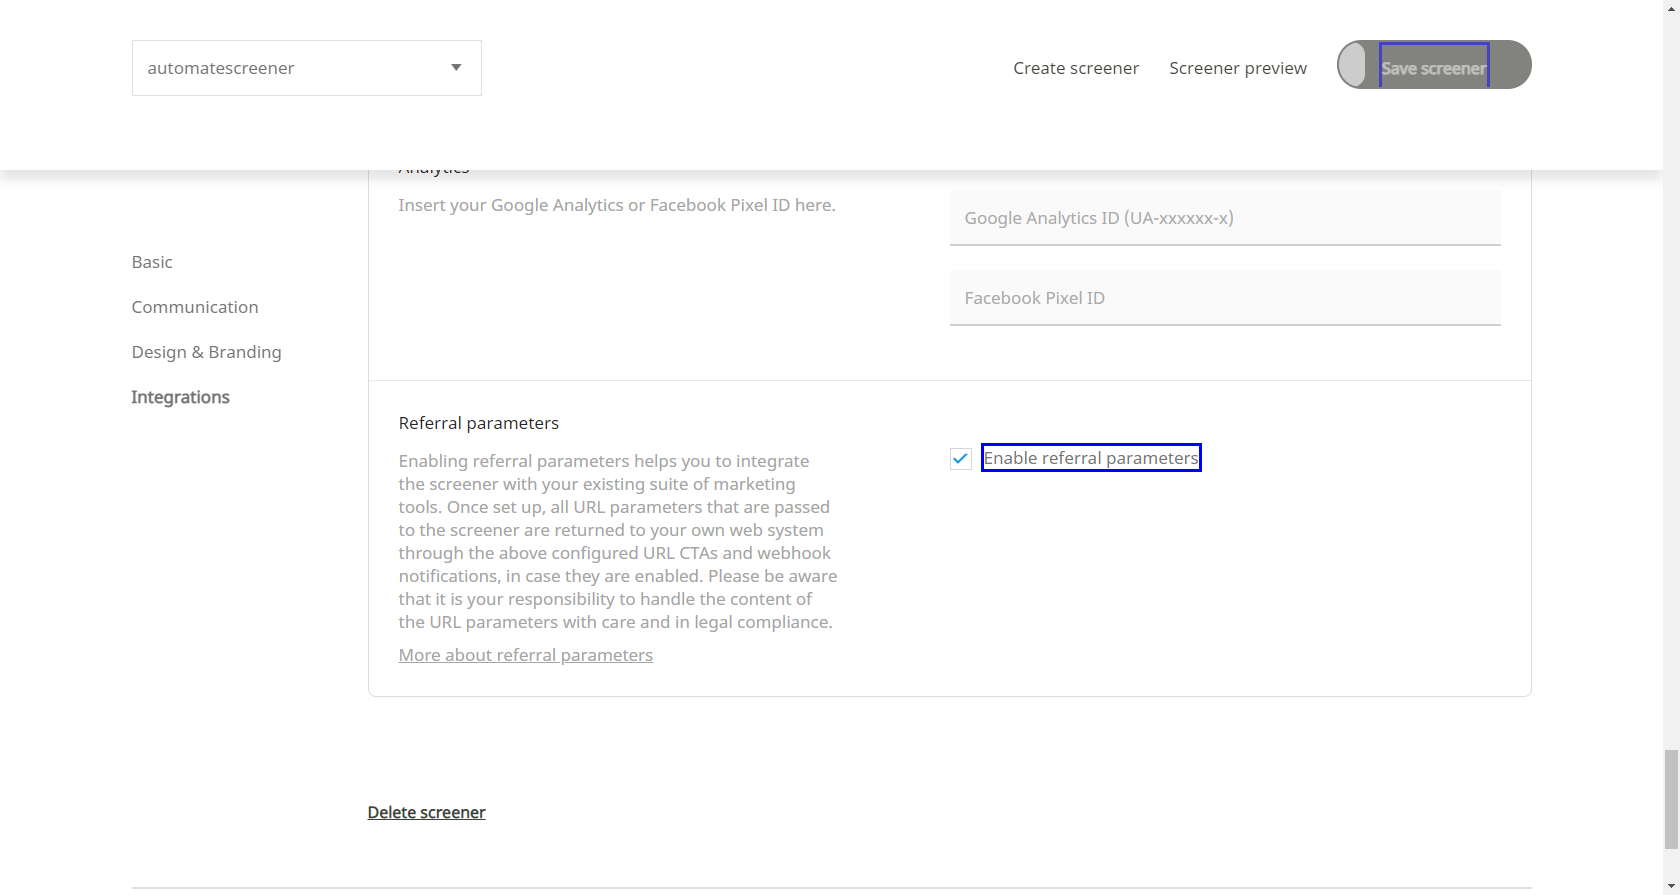 automatescreener
Create screener
Screener preview
Save screener
Analytics
Insert your Google Analytics or Facebook Pixel ID here.
Google Analytics ID (UA-xxxxxx-x)
Facebook Pixel ID
Basic
Communication
Design & Branding
Integrations
Referral parameters
Enabling referral parameters helps you to integrate
the screener with your existing suite of marketing
tools. Once set up, all URL parameters that are passed
to the screener are returned to your own web system
through the above configured URL CTAs and webhook
notifications, in case they are enabled. Please be aware
that it is your responsibility to handle the content of
the URL parameters with care and in legal compliance.
More about referral parameters
Enable referral parameters
Delete screener